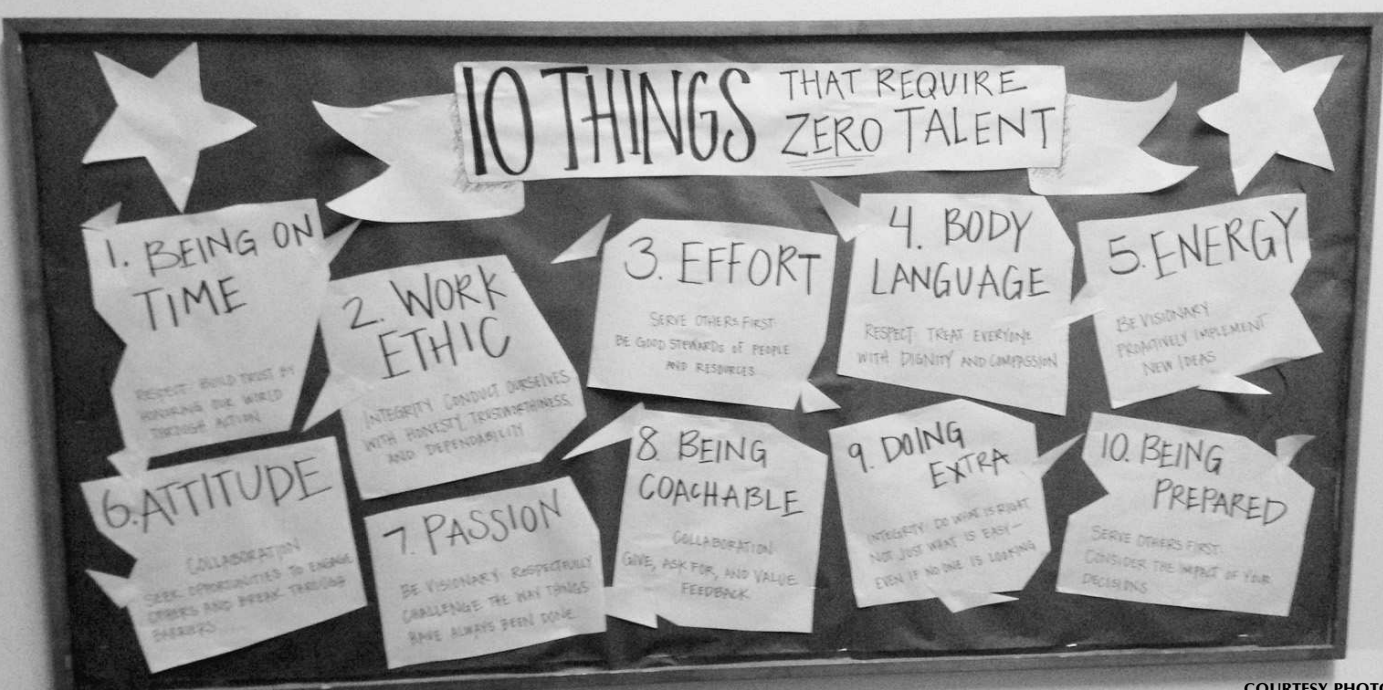 10 THINGS THAT REQUIRE
ZERO TALENT
1. BEING ON
TIME
RESPECT: BUILD TRUST BY
HONORING OUR WORLD
THROUGH ACTION
2. WORK
ETHIC
INTEGRITY CONDUCT OURSELVES
WITH HONESTY, TRUSTWORTHINESS,
AND DEPENDABILITY
3. EFFORT
SERVE OTHERS FIRST:
BE GOOD STEWARDS OF PEOPLE
AND RESOURCES
4. BODY
LANGUAGE
RESPECT: TREAT EVERYONE
WITH DIGNITY AND COMPASSION
5. ENERGY
BE VISIONARY
PROACTIVELY IMPLEMENT
NEW IDEAS
6. ATTITUDE
COLLABORATION
SEEK OPPORTUNITIES TO ENGAGE
OTHERS AND BREAK THROUGH
BARRIERS
7. PASSION
BE VISIONARY: RESPECTFULLY
CHALLENGE THE WAY THINGS
HAVE ALWAYS BEEN DONE
8. BEING
COACHABLE
COLLABORATION:
GIVE, ASK FOR, AND VALUE
FEEDBACK
9. DOING
EXTRA
INTEGRITY: DO WHAT IS RIGHT
NOT JUST WHAT IS EASY—
EVEN IF NO ONE IS LOOKING
10. BEING
PREPARED
SERVE OTHERS FIRST:
CONSIDER THE IMPACT OF YOUR
DECISIONS
COURTESY PHOTO